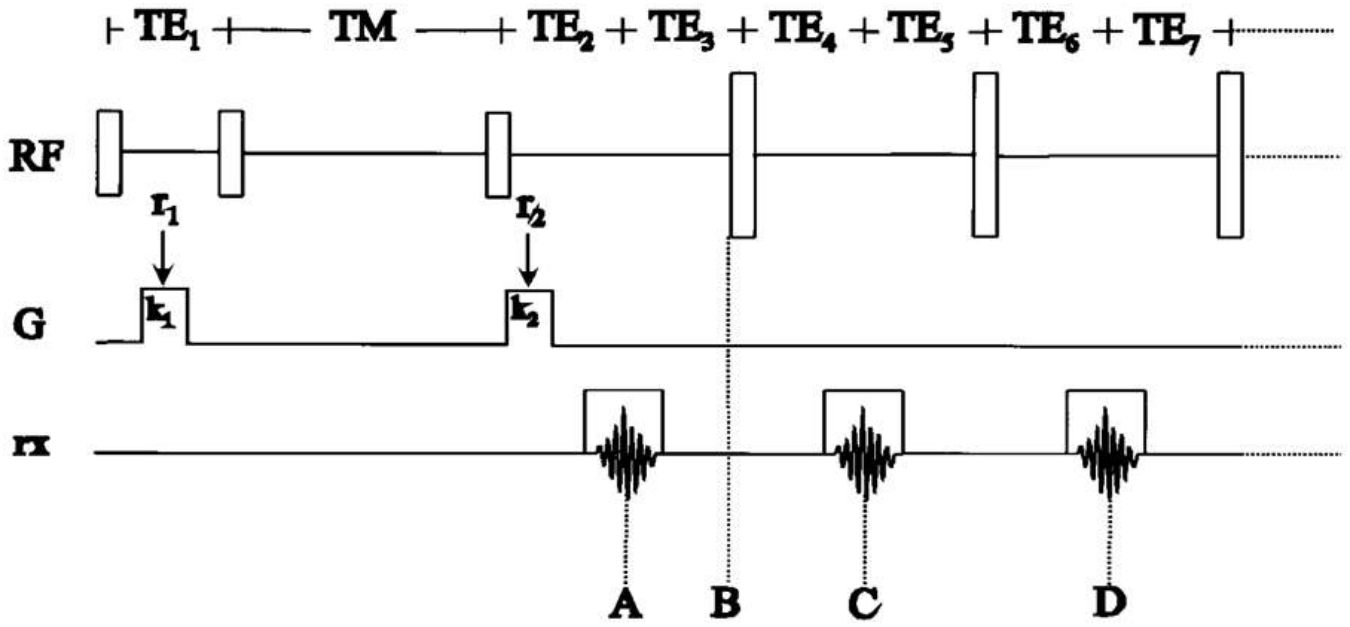 TE₁ TM TE₂ TE₃ TE₄ TE₅ TE₆ TE₇
RF
r₁ r₂
G k₁ k₂
rx
A B C D